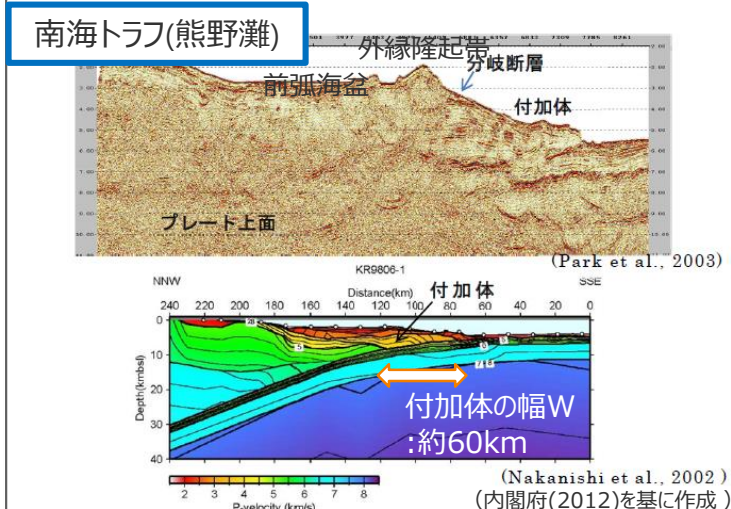 南海トラフ(熊野灘)
外縁隆起帯
分岐断層
前弧海盆
付加体
プレート上面
(Park et al., 2003)
KR9806-1
NNW
SSE
Distance(km)
付加体
240 220 200 180 160 140 120 100 80 60 40 20 0
0
10
20
30
40
Depth(kmbsl)
付加体の幅W
:約60km
(Nakanishi et al., 2002 )
2 3 4 5 6 7 8
P-velocity (km/s)
(内閣府(2012)を基に作成 )